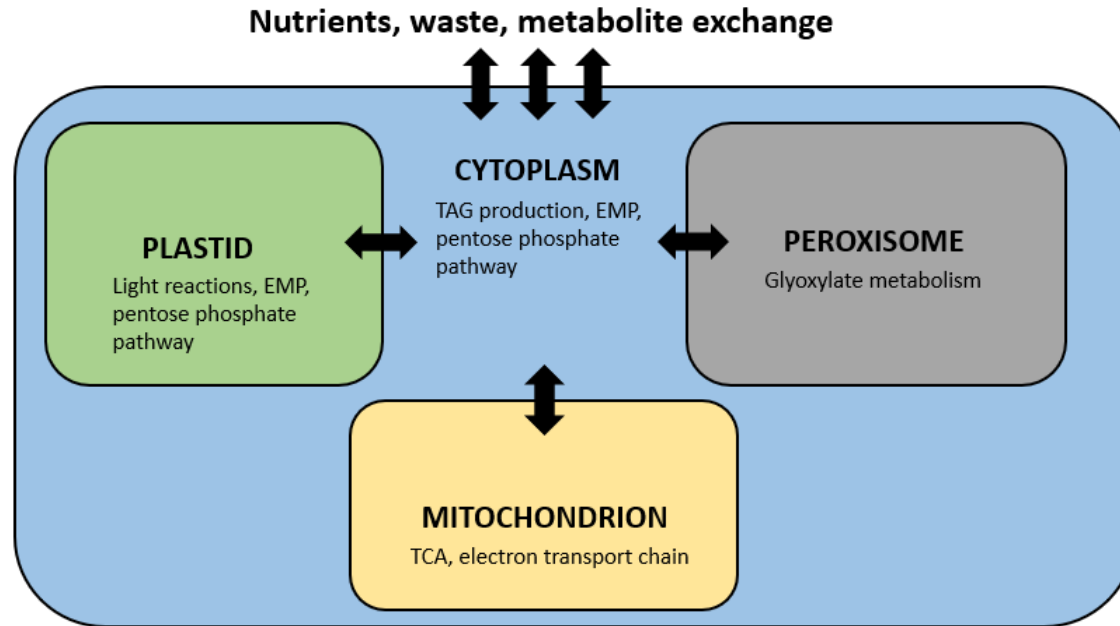 Nutrients, waste, metabolite exchange
CYTOPLASM
TAG production, EMP,
pentose phosphate
pathway
PLASTID
Light reactions, EMP,
pentose phosphate
pathway
PEROXISOME
Glyoxylate metabolism
MITOCHONDRION
TCA, electron transport chain